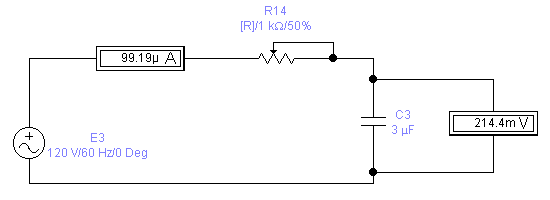 R14
[R]/1 kΩ/50%
99.19µ A
C3
3 µF
214.4m V
E3
120 V/60 Hz/0 Deg